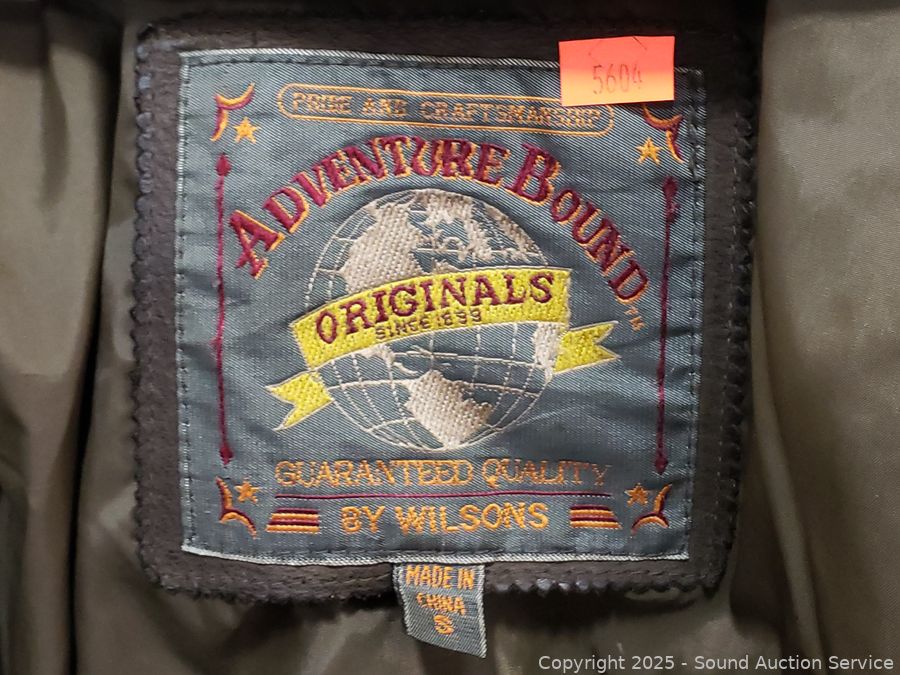 5604
PRIDE AND CRAFTSMANSHIP
ADVENTURE BOUND
ORIGINALS
SINCE 1899
GUARANTEED QUALITY
BY WILSONS
MADE IN
CHINA
S
Copyright © 2025 - Sound Auction Service